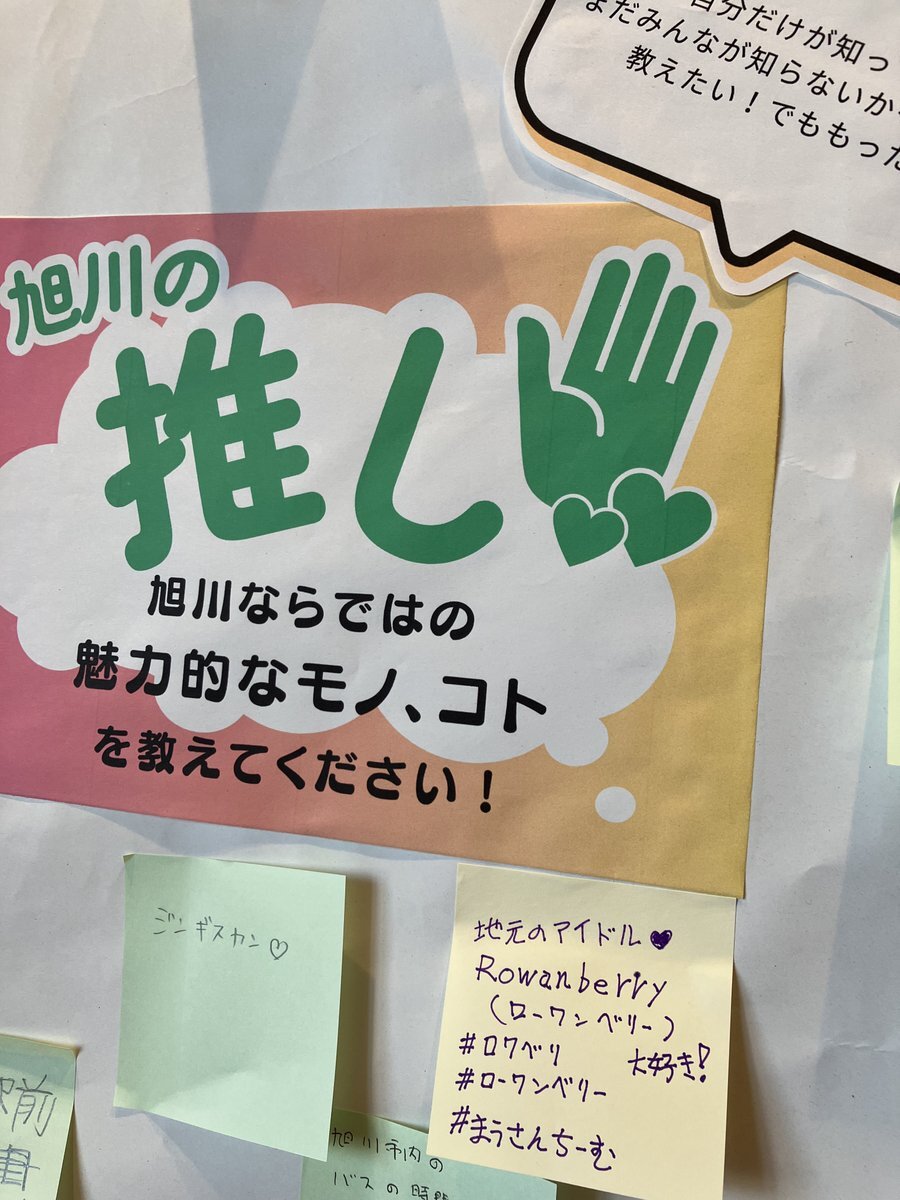 自分だけが知っ
まだみんなが知らないか
教えたい！でももった
旭川の
推し
旭川ならではの
魅力的なモノ、コト
を教えてください！
ジンギスカン♡
地元のアイドル♥
Rowanberry
(ローワンベリー)
#ロワベリ 大好き!
#ローワンベリー
#まうさんちーむ
前
旭川市内の
バスの時間